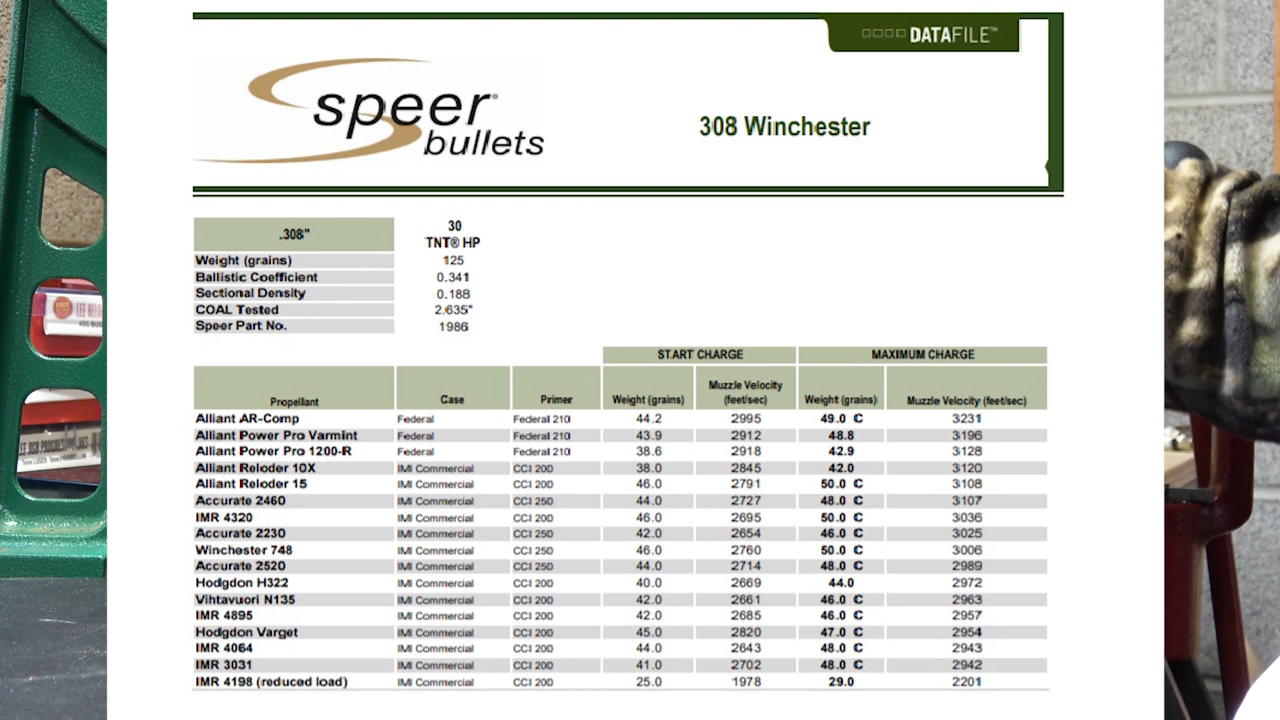 □□□□ DATAFILE™
speer®
bullets
308 Winchester
.308" 30 TNT® HP
Weight (grains) 125
Ballistic Coefficient 0.341
Sectional Density 0.188
COAL Tested 2.635"
Speer Part No. 1986
START CHARGE MAXIMUM CHARGE
Propellant Case Primer Weight (grains) Muzzle Velocity (feet/sec) Weight (grains) Muzzle Velocity (feet/sec)
Alliant AR-Comp Federal Federal 210 44.2 2995 49.0 C 3231
Alliant Power Pro Varmint Federal Federal 210 43.9 2912 48.8 3196
Alliant Power Pro 1200-R Federal Federal 210 38.6 2918 42.9 3128
Alliant Reloder 10X IMI Commercial CCI 200 38.0 2845 42.0 3120
Alliant Reloder 15 IMI Commercial CCI 200 46.0 2791 50.0 C 3108
Accurate 2460 IMI Commercial CCI 250 44.0 2727 48.0 C 3107
IMR 4320 IMI Commercial CCI 200 46.0 2695 50.0 C 3036
Accurate 2230 IMI Commercial CCI 250 42.0 2654 46.0 C 3025
Winchester 748 IMI Commercial CCI 250 46.0 2760 50.0 C 3006
Accurate 2520 IMI Commercial CCI 250 44.0 2714 48.0 C 2989
Hodgdon H322 IMI Commercial CCI 200 40.0 2669 44.0 2972
Vihtavuori N135 IMI Commercial CCI 200 42.0 2661 46.0 C 2963
IMR 4895 IMI Commercial CCI 200 42.0 2685 46.0 C 2957
Hodgdon Varget IMI Commercial CCI 200 45.0 2820 47.0 C 2954
IMR 4064 IMI Commercial CCI 200 44.0 2643 48.0 C 2943
IMR 3031 IMI Commercial CCI 200 41.0 2702 48.0 C 2942
IMR 4198 (reduced load) IMI Commercial CCI 200 25.0 1978 29.0 2201